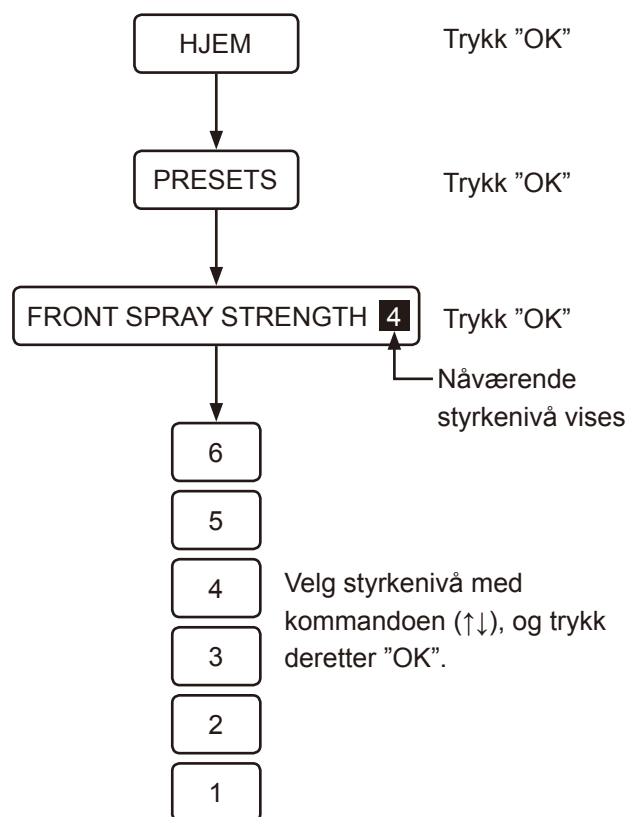 HJEM
Trykk ”OK”
PRESETS
Trykk ”OK”
FRONT SPRAY STRENGTH 4
Trykk ”OK”
Nåværende
styrkenivå vises
6
5
4
3
2
1
Velg styrkenivå med
kommandoen (↑↓), og trykk
deretter ”OK”.